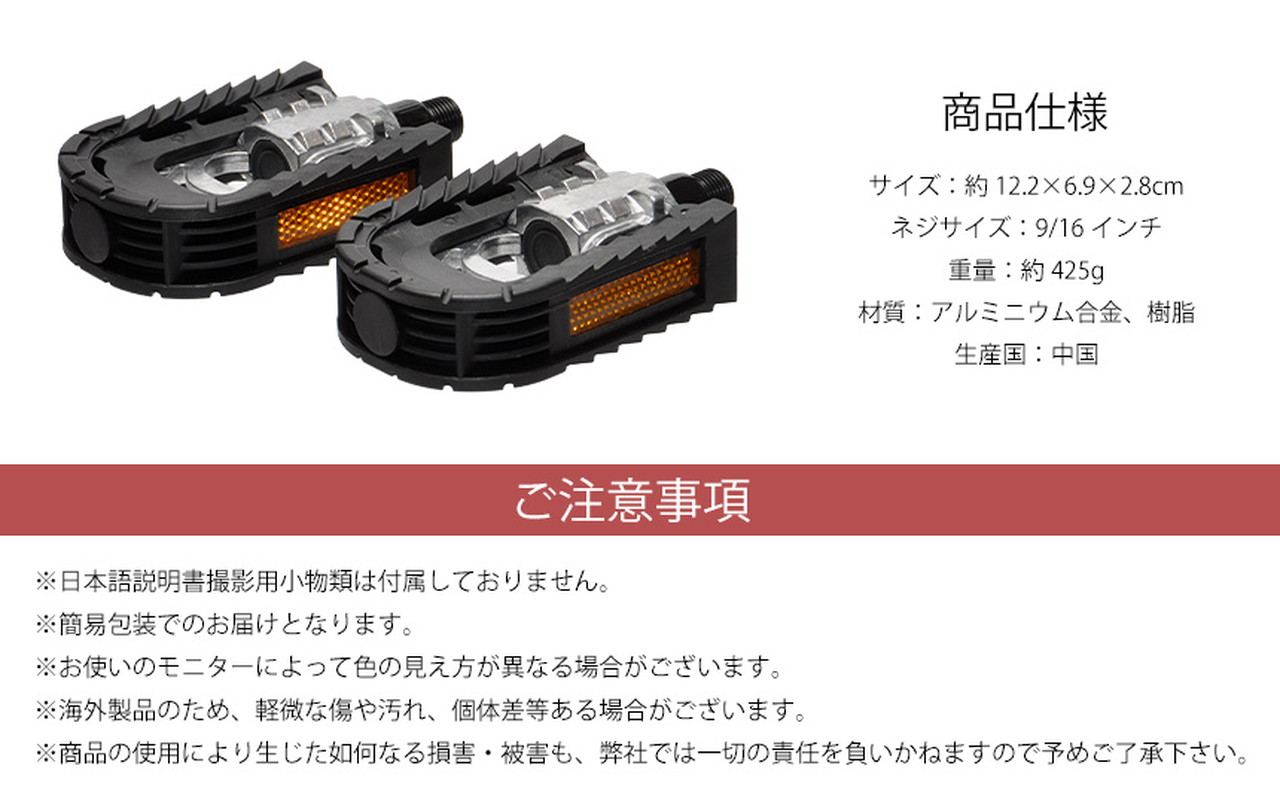 商品仕様
サイズ：約 12.2×6.9×2.8cm
ネジサイズ：9/16 インチ
重量：約 425g
材質：アルミニウム合金、樹脂
生産国：中国
ご注意事項
※日本語説明書撮影用小物類は付属しておりません。
※簡易包装でのお届けとなります。
※お使いのモニターによって色の見え方が異なる場合がございます。
※海外製品のため、軽微な傷や汚れ、個体差等ある場合がございます。
※商品の使用により生じた如何なる損害・被害も、弊社では一切の責任を負いかねますので予めご了承下さい。